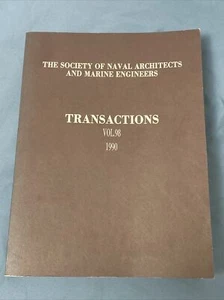 THE SOCIETY OF NAVAL ARCHITECTS
AND MARINE ENGINEERS
TRANSACTIONS
VOL.98
1990